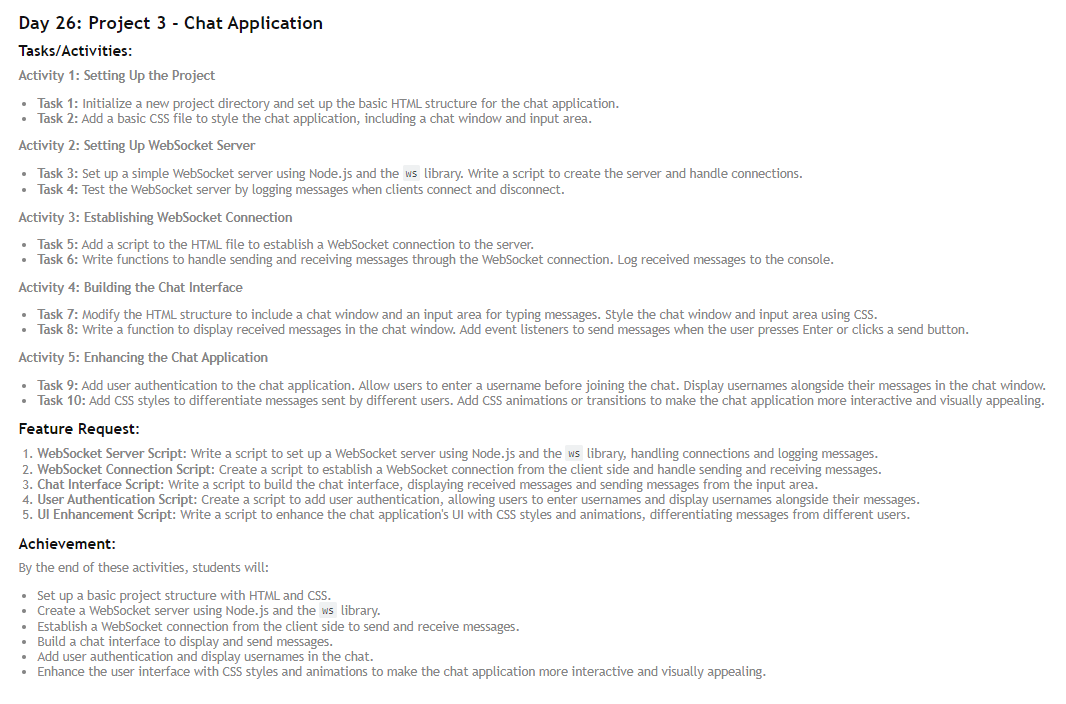 Day 26: Project 3 - Chat Application
Tasks/Activities:
Activity 1: Setting Up the Project
• Task 1: Initialize a new project directory and set up the basic HTML structure for the chat application.
• Task 2: Add a basic CSS file to style the chat application, including a chat window and input area.
Activity 2: Setting Up WebSocket Server
• Task 3: Set up a simple WebSocket server using Node.js and the ws library. Write a script to create the server and handle connections.
• Task 4: Test the WebSocket server by logging messages when clients connect and disconnect.
Activity 3: Establishing WebSocket Connection
• Task 5: Add a script to the HTML file to establish a WebSocket connection to the server.
• Task 6: Write functions to handle sending and receiving messages through the WebSocket connection. Log received messages to the console.
Activity 4: Building the Chat Interface
• Task 7: Modify the HTML structure to include a chat window and an input area for typing messages. Style the chat window and input area using CSS.
• Task 8: Write a function to display received messages in the chat window. Add event listeners to send messages when the user presses Enter or clicks a send button.
Activity 5: Enhancing the Chat Application
• Task 9: Add user authentication to the chat application. Allow users to enter a username before joining the chat. Display usernames alongside their messages in the chat window.
• Task 10: Add CSS styles to differentiate messages sent by different users. Add CSS animations or transitions to make the chat application more interactive and visually appealing.
Feature Request:
1. WebSocket Server Script: Write a script to set up a WebSocket server using Node.js and the ws library, handling connections and logging messages.
2. WebSocket Connection Script: Create a script to establish a WebSocket connection from the client side and handle sending and receiving messages.
3. Chat Interface Script: Write a script to build the chat interface, displaying received messages and sending messages from the input area.
4. User Authentication Script: Create a script to add user authentication, allowing users to enter usernames and display usernames alongside their messages.
5. UI Enhancement Script: Write a script to enhance the chat application's UI with CSS styles and animations, differentiating messages from different users.
Achievement:
By the end of these activities, students will:
• Set up a basic project structure with HTML and CSS.
• Create a WebSocket server using Node.js and the ws library.
• Establish a WebSocket connection from the client side to send and receive messages.
• Build a chat interface to display and send messages.
• Add user authentication and display usernames in the chat.
• Enhance the user interface with CSS styles and animations to make the chat application more interactive and visually appealing.